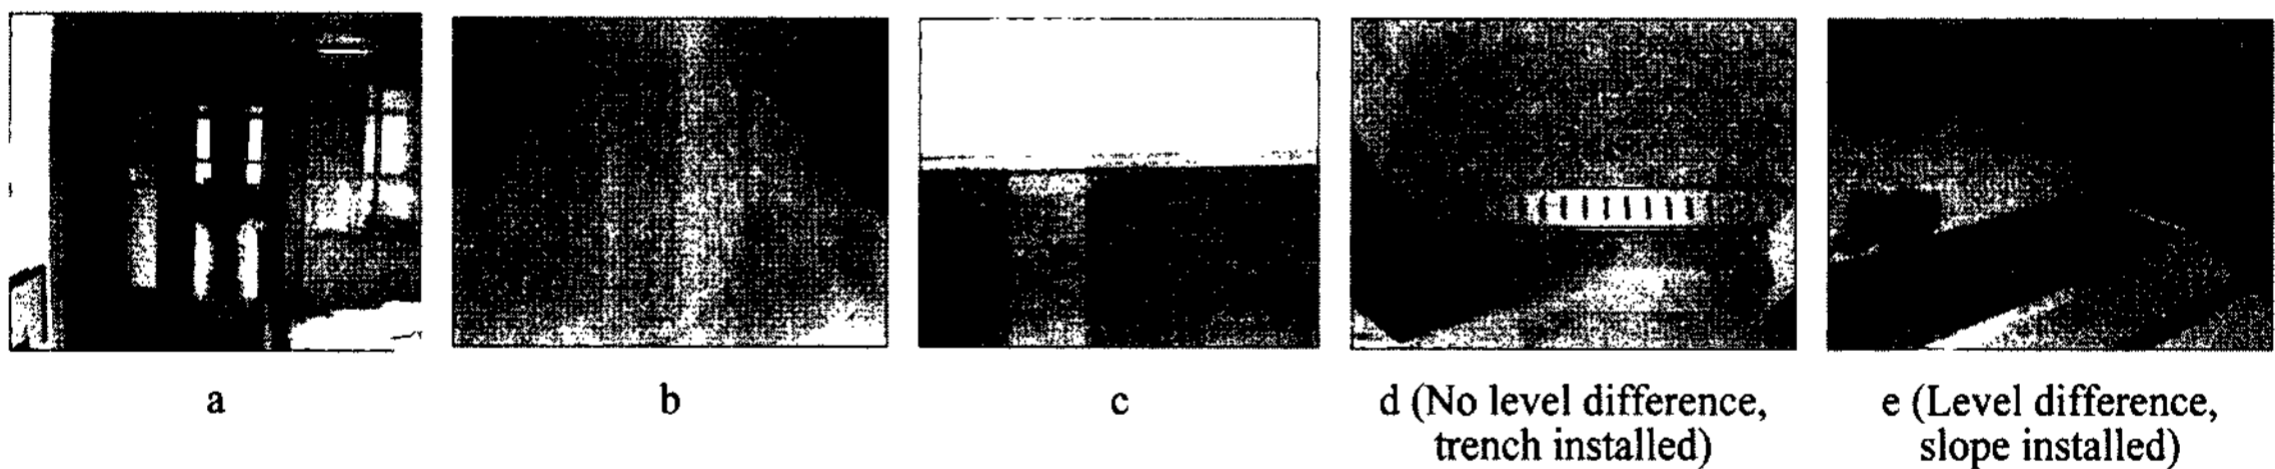 a
b
c
d (No level difference,
trench installed)
e (Level difference,
slope installed)